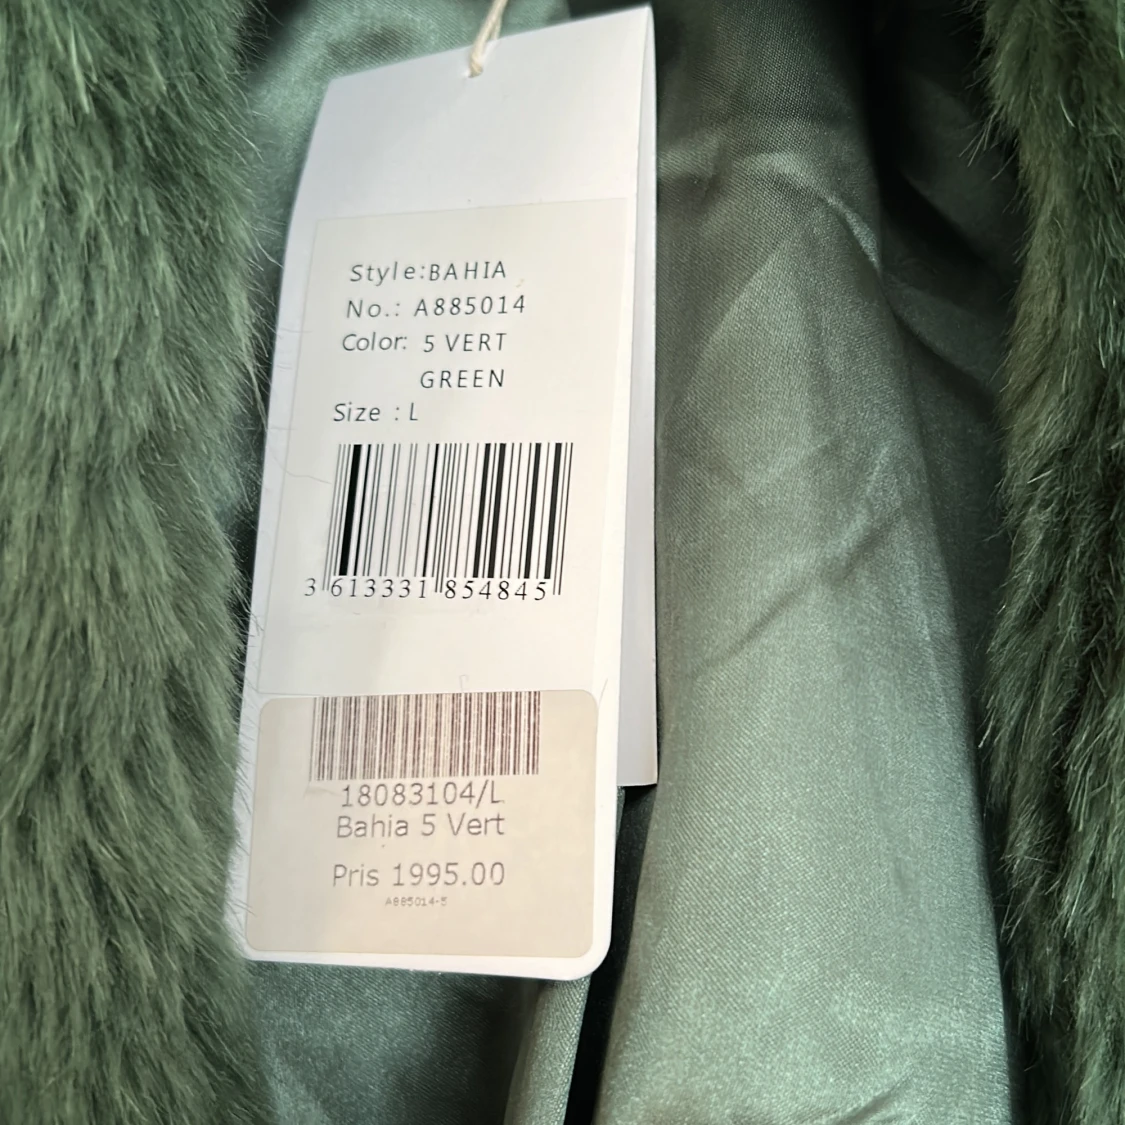 Style:BAHIA
No.: A885014
Color: 5 VERT
GREEN
Size : L
3 613331 854845
18083104/L
Bahia 5 Vert
Pris 1995.00
A885014-5